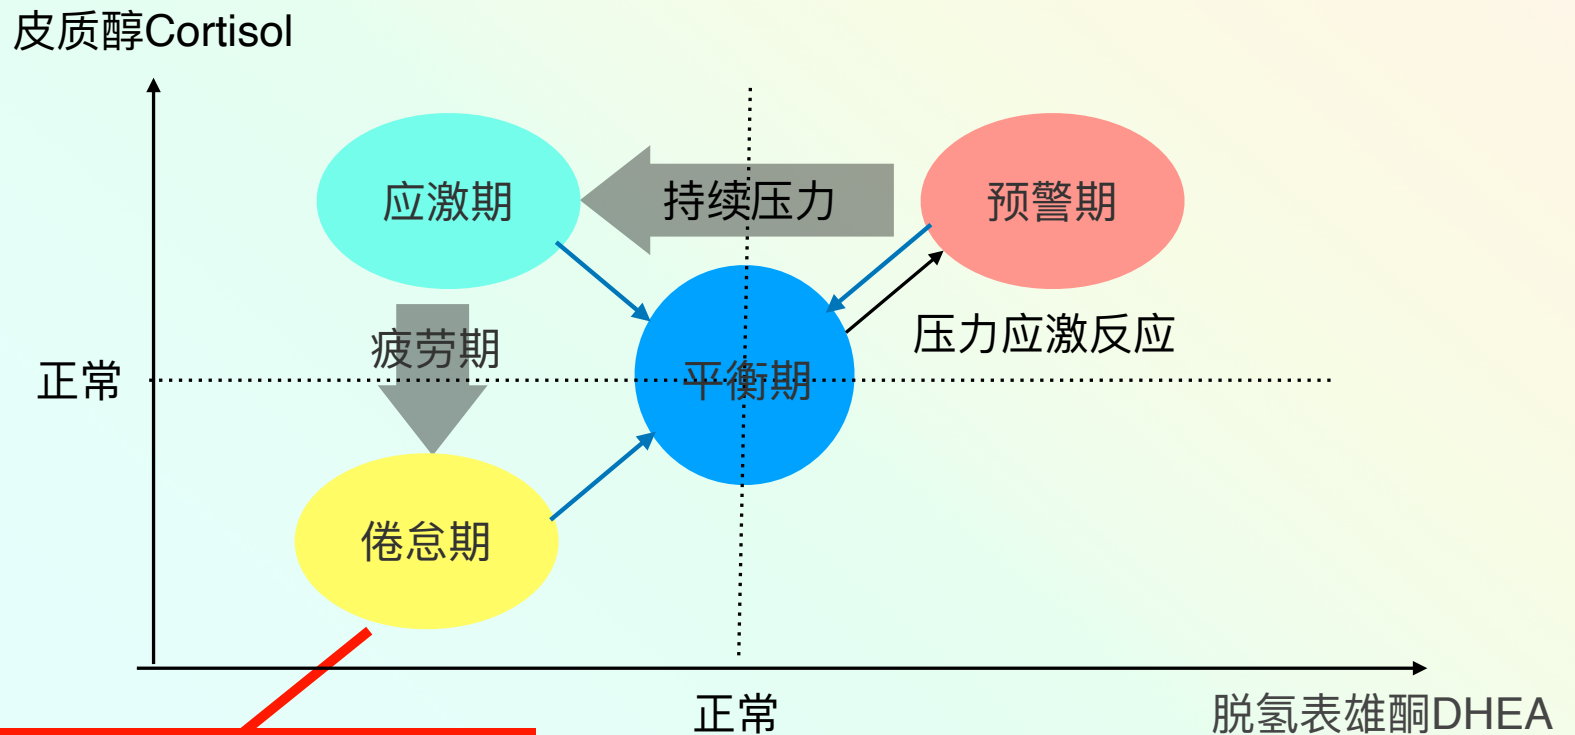 皮质醇Cortisol
应激期
持续压力
预警期
压力应激反应
疲劳期
正常
平衡期
倦怠期
正常
脱氢表雄酮DHEA